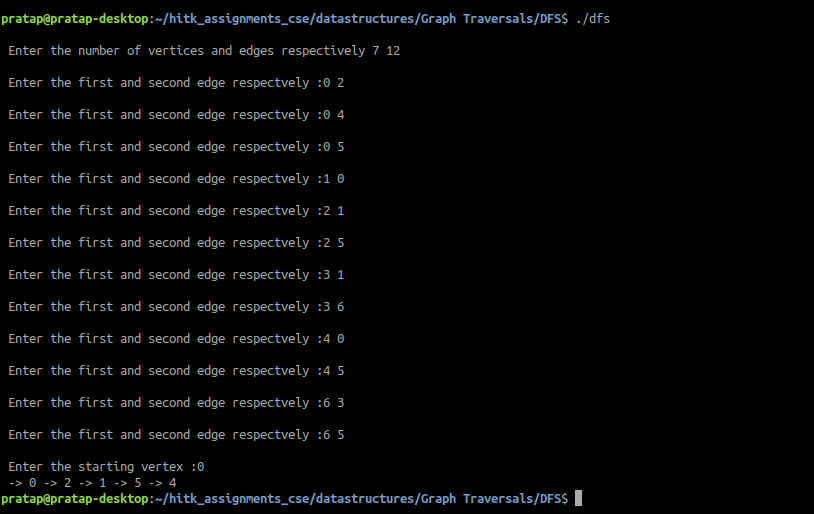 pratap@pratap-desktop:~/hitk_assignments_cse/datastructures/Graph Traversals/DFS$ ./dfs
Enter the number of vertices and edges respectively 7 12
Enter the first and second edge respectvely :0 2
Enter the first and second edge respectvely :0 4
Enter the first and second edge respectvely :0 5
Enter the first and second edge respectvely :1 0
Enter the first and second edge respectvely :2 1
Enter the first and second edge respectvely :2 5
Enter the first and second edge respectvely :3 1
Enter the first and second edge respectvely :3 6
Enter the first and second edge respectvely :4 0
Enter the first and second edge respectvely :4 5
Enter the first and second edge respectvely :6 3
Enter the first and second edge respectvely :6 5
Enter the starting vertex :0
-> 0 -> 2 -> 1 -> 5 -> 4
pratap@pratap-desktop:~/hitk_assignments_cse/datastructures/Graph Traversals/DFS$